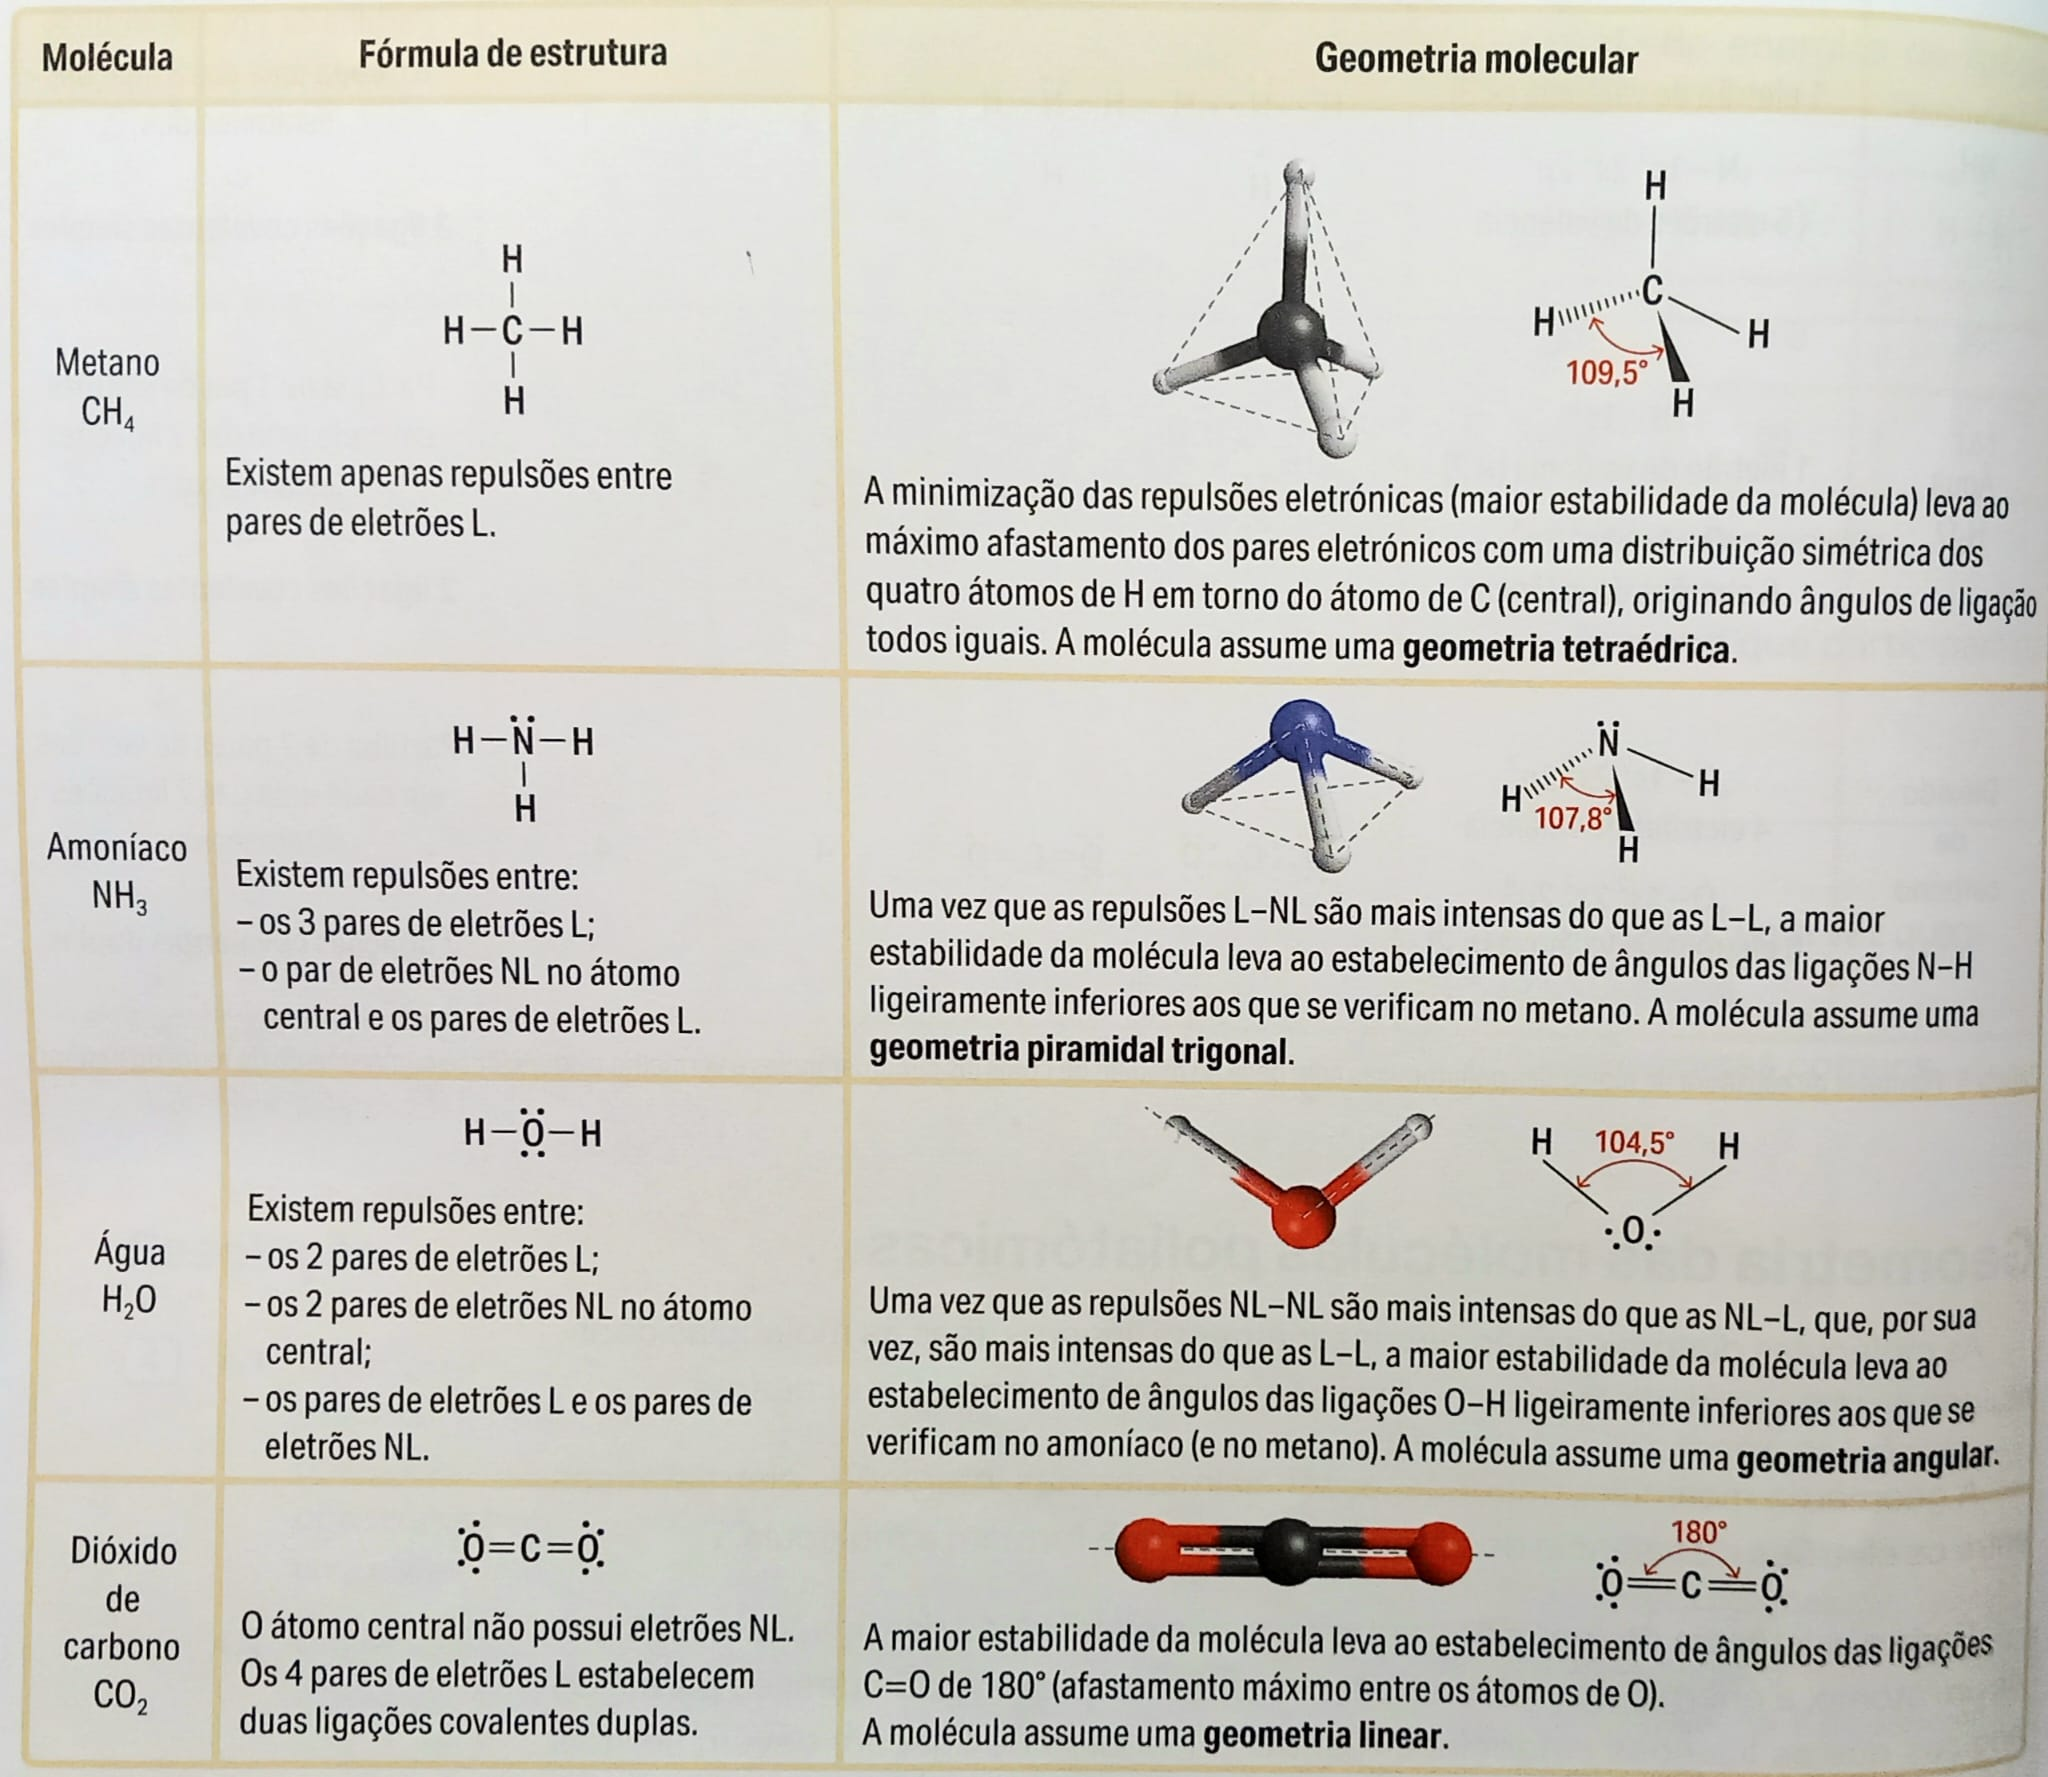 Molécula
Fórmula de estrutura
Geometria molecular
Metano
CH₄
H
H–C–H
H
Existem apenas repulsões entre
pares de eletrões L.
H
C
H
H
109,5°
H
A minimização das repulsões eletrónicas (maior estabilidade da molécula) leva ao
máximo afastamento dos pares eletrónicos com uma distribuição simétrica dos
quatro átomos de H em torno do átomo de C (central), originando ângulos de ligação
todos iguais. A molécula assume uma geometria tetraédrica.
Amoníaco
NH₃
H–N–H
H
Existem repulsões entre:
– os 3 pares de eletrões L;
– o par de eletrões NL no átomo
central e os pares de eletrões L.
N
H
H
107,8°
H
Uma vez que as repulsões L–NL são mais intensas do que as L–L, a maior
estabilidade da molécula leva ao estabelecimento de ângulos das ligações N–H
ligeiramente inferiores aos que se verificam no metano. A molécula assume uma
geometria piramidal trigonal.
Água
H₂O
H–O–H
Existem repulsões entre:
– os 2 pares de eletrões L;
– os 2 pares de eletrões NL no átomo
central;
– os pares de eletrões L e os pares de
eletrões NL.
H 104,5° H
O
Uma vez que as repulsões NL–NL são mais intensas do que as NL–L, que, por sua
vez, são mais intensas do que as L–L, a maior estabilidade da molécula leva ao
estabelecimento de ângulos das ligações O–H ligeiramente inferiores aos que se
verificam no amoníaco (e no metano). A molécula assume uma geometria angular.
Dióxido
de
carbono
CO₂
O=C=O
O átomo central não possui eletrões NL.
Os 4 pares de eletrões L estabelecem
duas ligações covalentes duplas.
180°
O=C=O
A maior estabilidade da molécula leva ao estabelecimento de ângulos das ligações
C=O de 180° (afastamento máximo entre os átomos de O).
A molécula assume uma geometria linear.